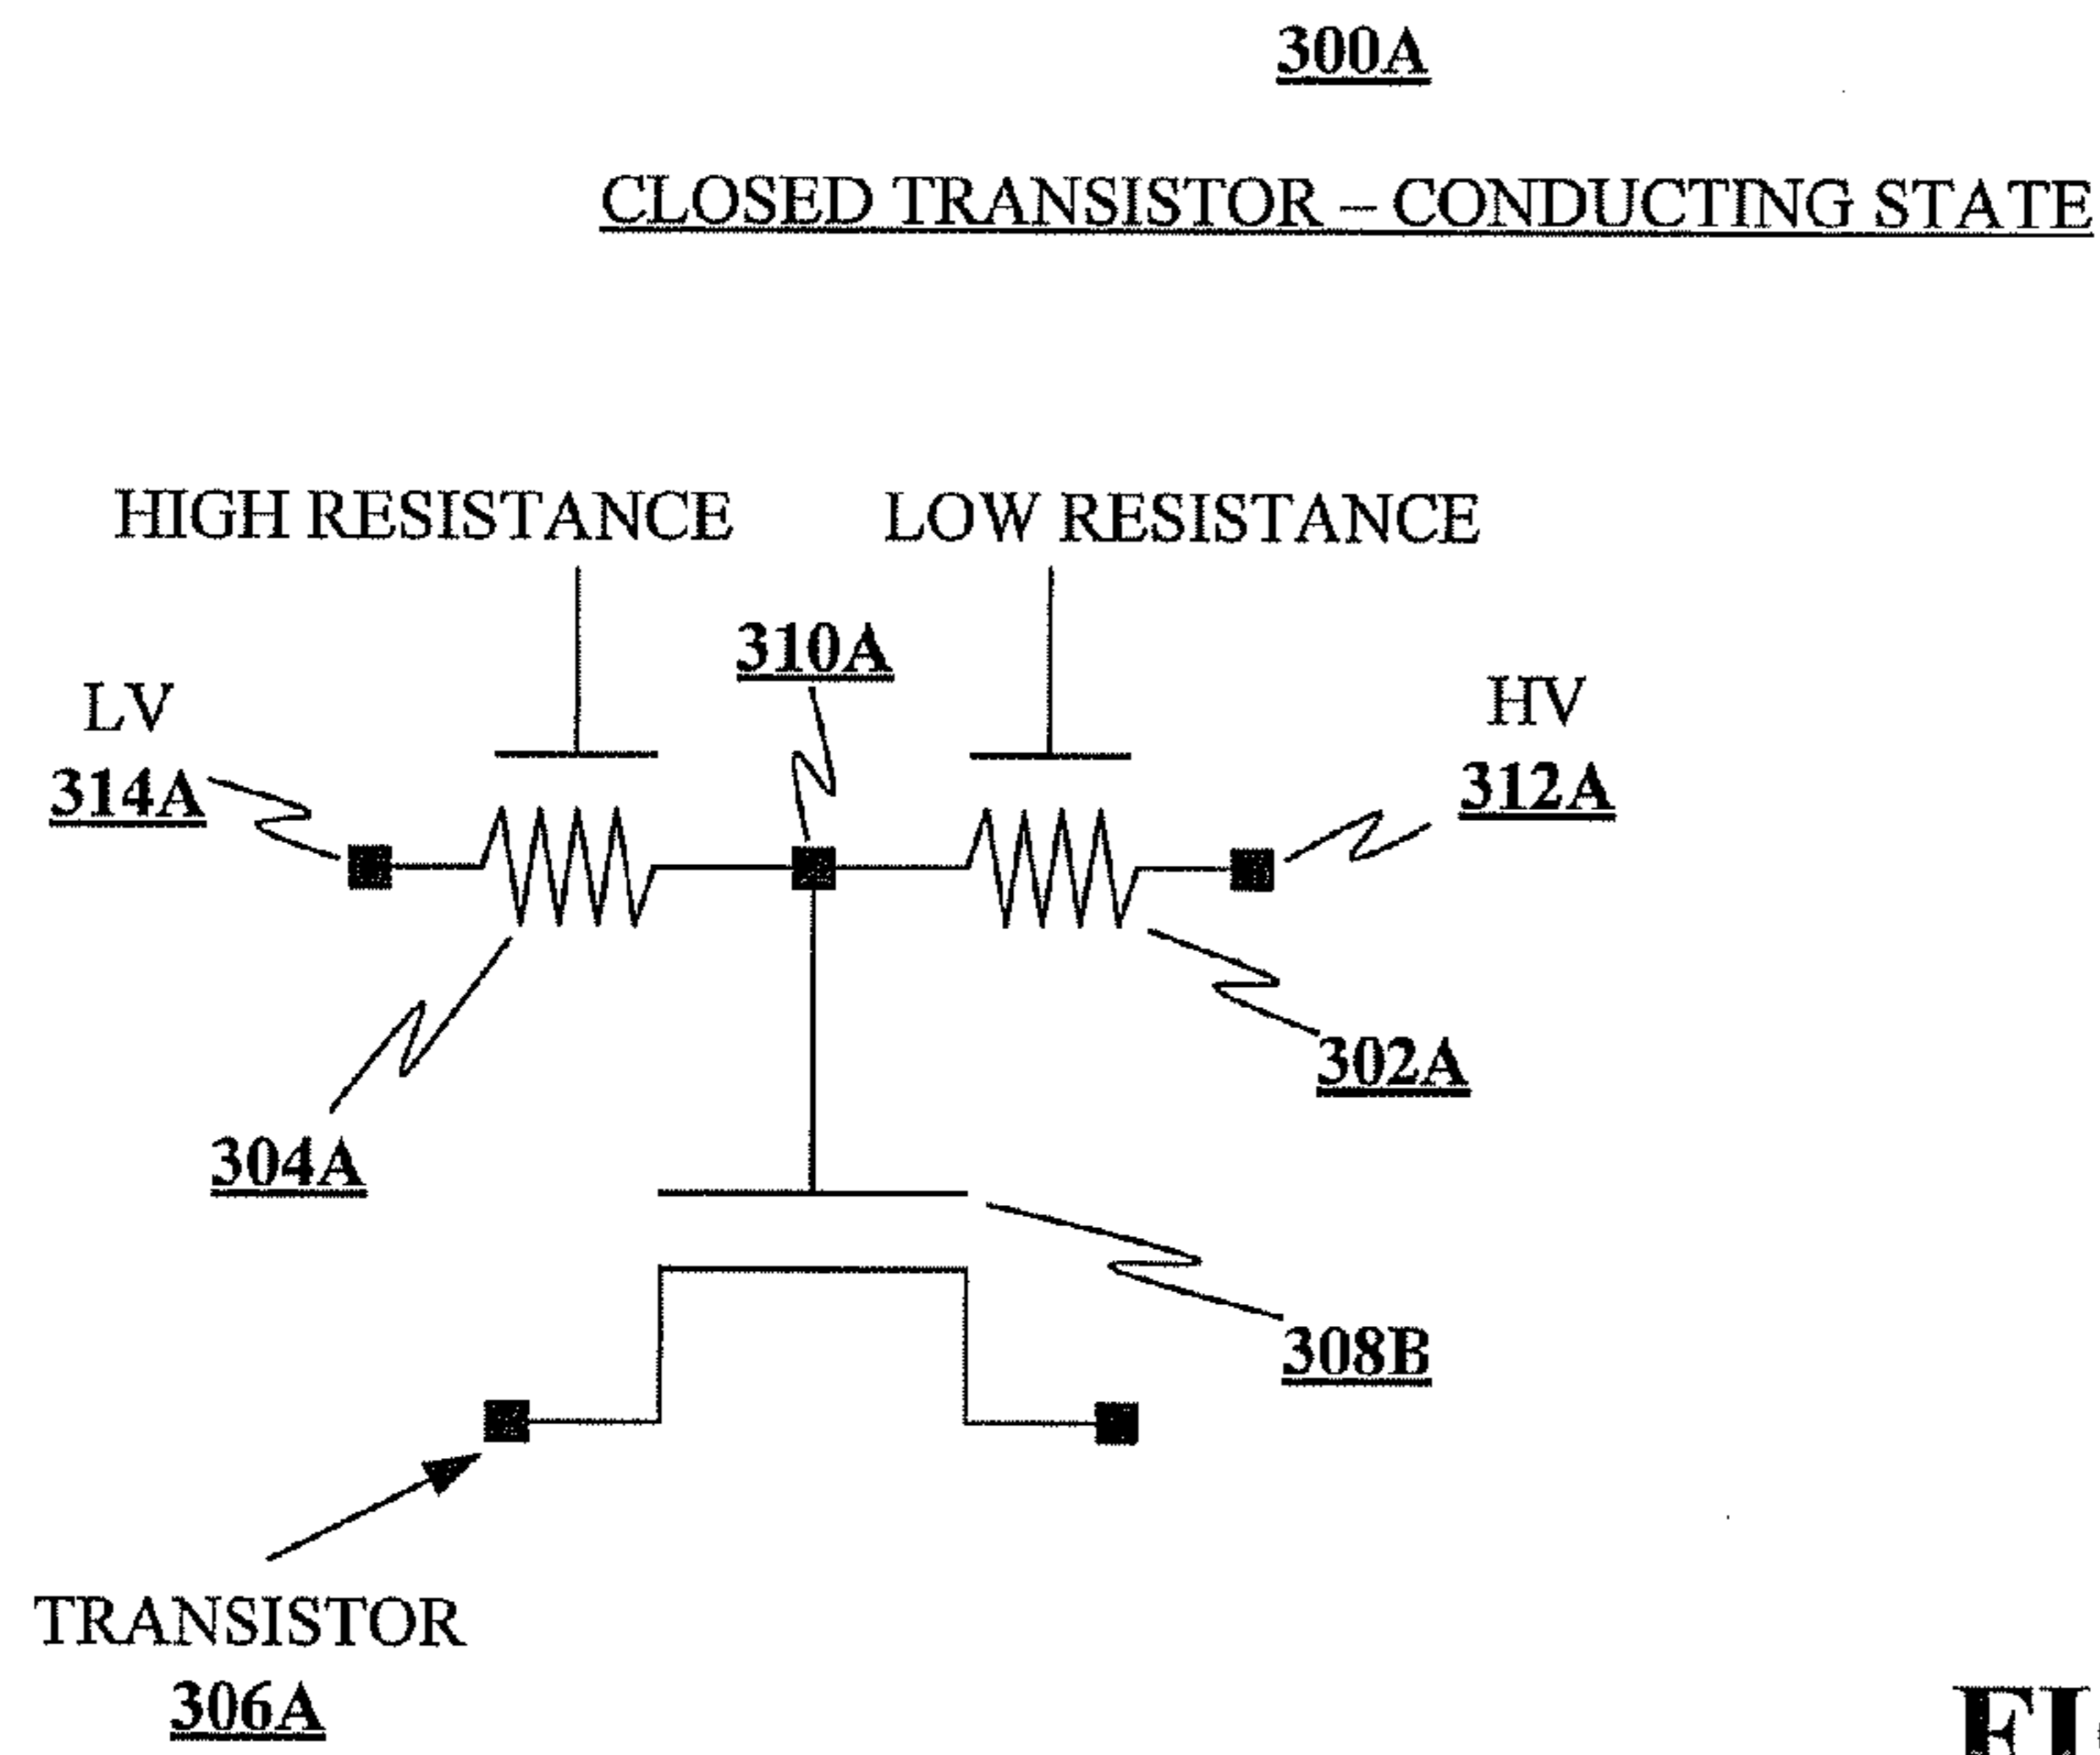 300A
CLOSED TRANSISTOR – CONDUCTING STATE
HIGH RESISTANCE
LOW RESISTANCE
310A
LV
314A
HV
312A
302A
304A
308B
TRANSISTOR
306A